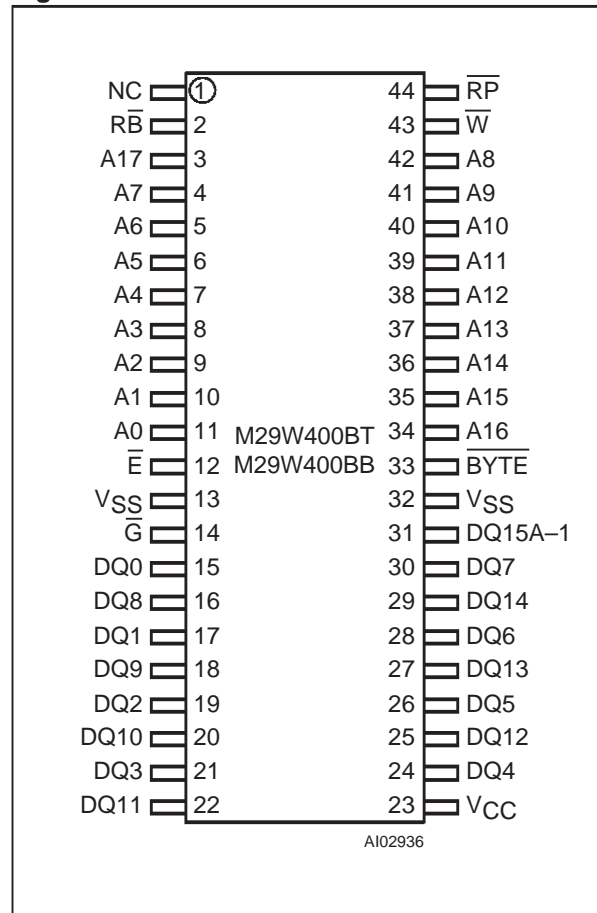 NC 1 44 R̅P̅
RB̅ 2 43 W̅
A17 3 42 A8
A7 4 41 A9
A6 5 40 A10
A5 6 39 A11
A4 7 38 A12
A3 8 37 A13
A2 9 36 A14
A1 10 35 A15
A0 11 M29W400BT 34 A16
E̅ 12 M29W400BB 33 B̅Y̅T̅E̅
VSS 13 32 VSS
G̅ 14 31 DQ15A–1
DQ0 15 30 DQ7
DQ8 16 29 DQ14
DQ1 17 28 DQ6
DQ9 18 27 DQ13
DQ2 19 26 DQ5
DQ10 20 25 DQ12
DQ3 21 24 DQ4
DQ11 22 23 VCC
AI02936